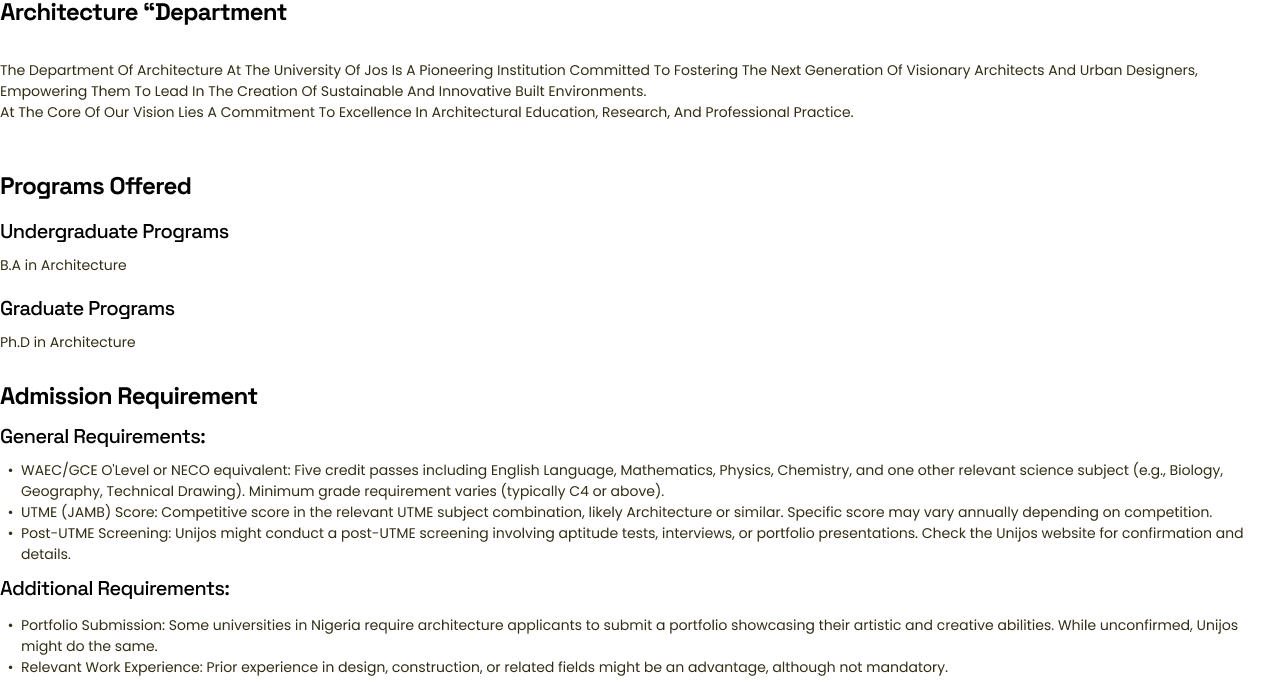 Architecture “Department
The Department Of Architecture At The University Of Jos Is A Pioneering Institution Committed To Fostering The Next Generation Of Visionary Architects And Urban Designers,
Empowering Them To Lead In The Creation Of Sustainable And Innovative Built Environments.
At The Core Of Our Vision Lies A Commitment To Excellence In Architectural Education, Research, And Professional Practice.
Programs Offered
Undergraduate Programs
B.A in Architecture
Graduate Programs
Ph.D in Architecture
Admission Requirement
General Requirements:
• WAEC/GCE O'Level or NECO equivalent: Five credit passes including English Language, Mathematics, Physics, Chemistry, and one other relevant science subject (e.g., Biology,
Geography, Technical Drawing). Minimum grade requirement varies (typically C4 or above).
• UTME (JAMB) Score: Competitive score in the relevant UTME subject combination, likely Architecture or similar. Specific score may vary annually depending on competition.
• Post-UTME Screening: Unijos might conduct a post-UTME screening involving aptitude tests, interviews, or portfolio presentations. Check the Unijos website for confirmation and
details.
Additional Requirements:
• Portfolio Submission: Some universities in Nigeria require architecture applicants to submit a portfolio showcasing their artistic and creative abilities. While unconfirmed, Unijos
might do the same.
• Relevant Work Experience: Prior experience in design, construction, or related fields might be an advantage, although not mandatory.